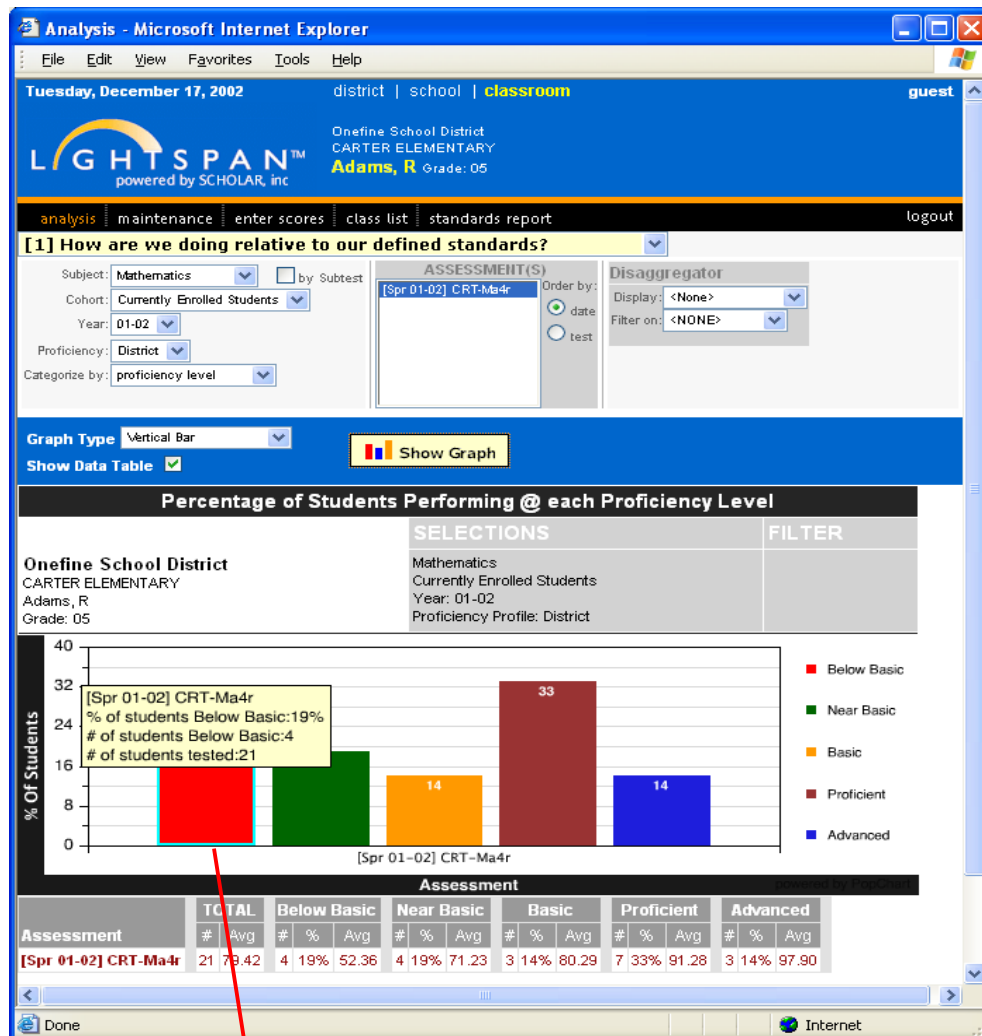 Analysis - Microsoft Internet Explorer
File Edit View Favorites Tools Help
Tuesday, December 17, 2002 district | school | classroom guest
LIGHTSPAN™
powered by SCHOLAR, inc
Onefine School District
CARTER ELEMENTARY
Adams, R Grade: 05
analysis maintenance enter scores class list standards report logout
[1] How are we doing relative to our defined standards?
Subject: Mathematics by Subtest
Cohort: Currently Enrolled Students
Year: 01-02
Proficiency: District
Categorize by: proficiency level
ASSESSMENT(S)
[Spr 01-02] CRT-Ma4r
Order by:
date
test
Disaggregator
Display: <None>
Filter on: <NONE>
Graph Type Vertical Bar
Show Data Table
Show Graph
Percentage of Students Performing @ each Proficiency Level
SELECTIONS FILTER
Onefine School District
CARTER ELEMENTARY
Adams, R
Grade: 05
Mathematics
Currently Enrolled Students
Year: 01-02
Proficiency Profile: District
% Of Students
40
32
24
16
8
0
[Spr 01-02] CRT-Ma4r
% of students Below Basic:19%
# of students Below Basic:4
# of students tested:21
14
33
14
Below Basic
Near Basic
Basic
Proficient
Advanced
[Spr 01-02] CRT-Ma4r
Assessment
powered by PopChart
TOTAL Below Basic Near Basic Basic Proficient Advanced
Assessment # Avg # % Avg # % Avg # % Avg # % Avg # % Avg
[Spr 01-02] CRT-Ma4r 21 79.42 4 19% 52.36 4 19% 71.23 3 14% 80.29 7 33% 91.28 3 14% 97.90
Done Internet